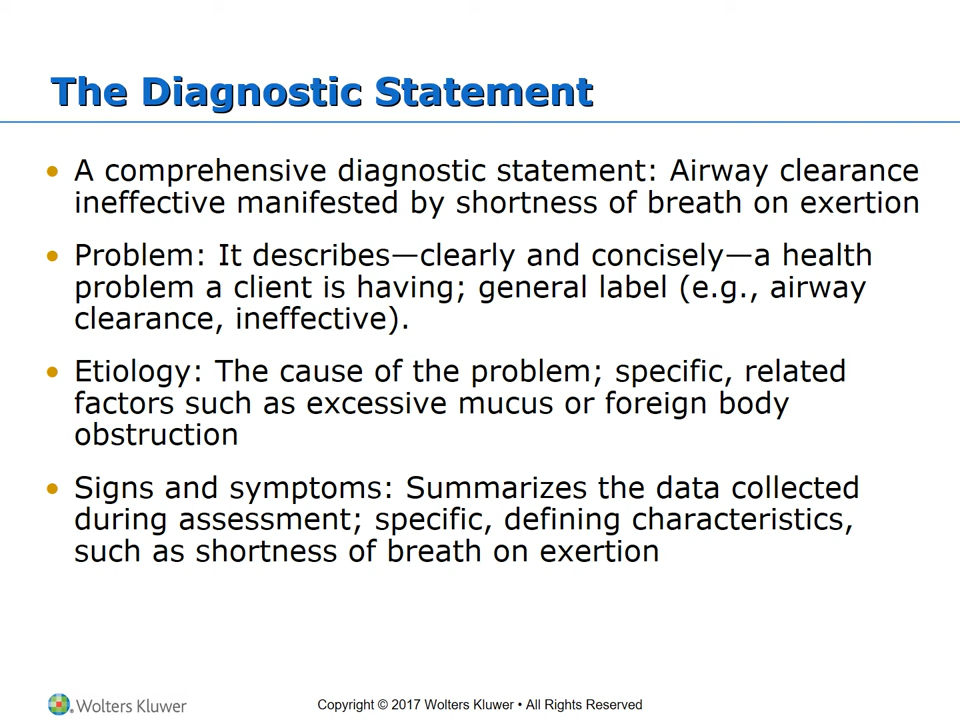 The Diagnostic Statement
• A comprehensive diagnostic statement: Airway clearance
ineffective manifested by shortness of breath on exertion
• Problem: It describes—clearly and concisely—a health
problem a client is having; general label (e.g., airway
clearance, ineffective).
• Etiology: The cause of the problem; specific, related
factors such as excessive mucus or foreign body
obstruction
• Signs and symptoms: Summarizes the data collected
during assessment; specific, defining characteristics,
such as shortness of breath on exertion
Wolters Kluwer
Copyright © 2017 Wolters Kluwer • All Rights Reserved